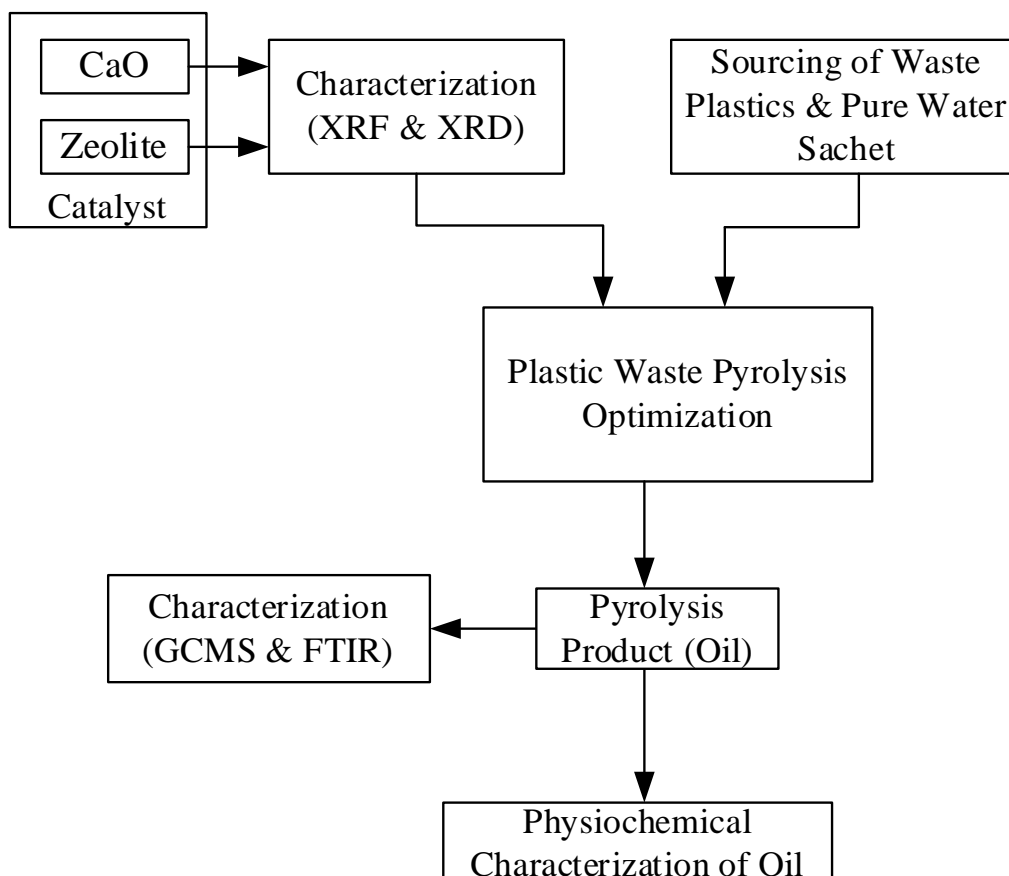 CaO
Zeolite
Catalyst
Characterization
(XRF & XRD)
Sourcing of Waste
Plastics & Pure Water
Sachet
Plastic Waste Pyrolysis
Optimization
Pyrolysis
Product (Oil)
Characterization
(GCMS & FTIR)
Physiochemical
Characterization of Oil